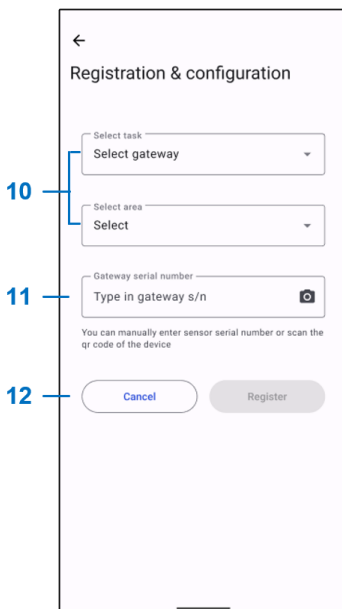 Registration & configuration
Select task
Select gateway
10
Select area
Select
Gateway serial number
11
Type in gateway s/n
You can manually enter sensor serial number or scan the
qr code of the device
12
Cancel
Register